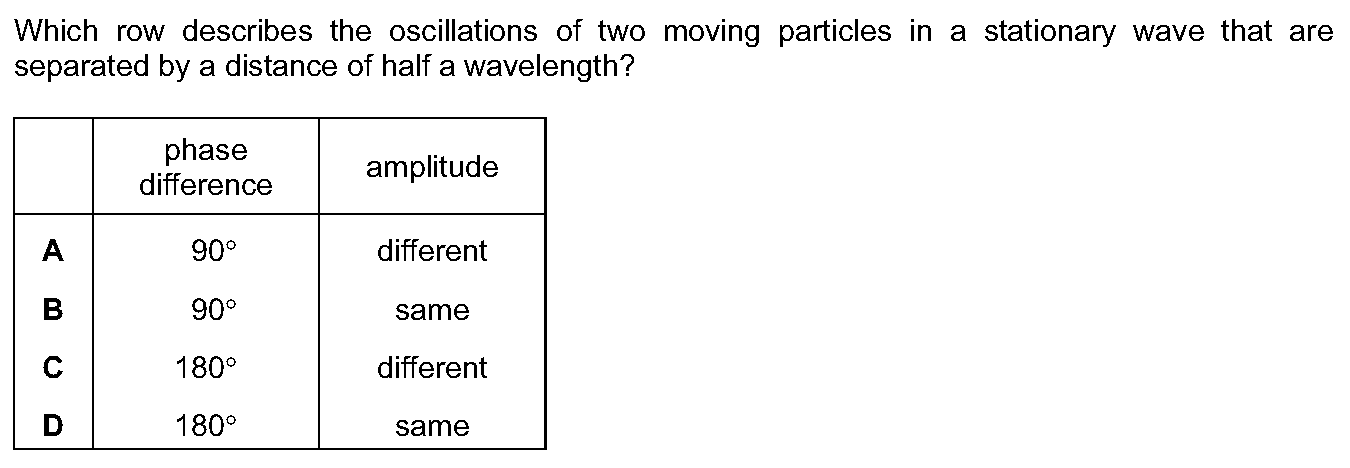 Which row describes the oscillations of two moving particles in a stationary wave that are
separated by a distance of half a wavelength?
phase
difference
amplitude
A 90° different
B 90° same
C 180° different
D 180° same